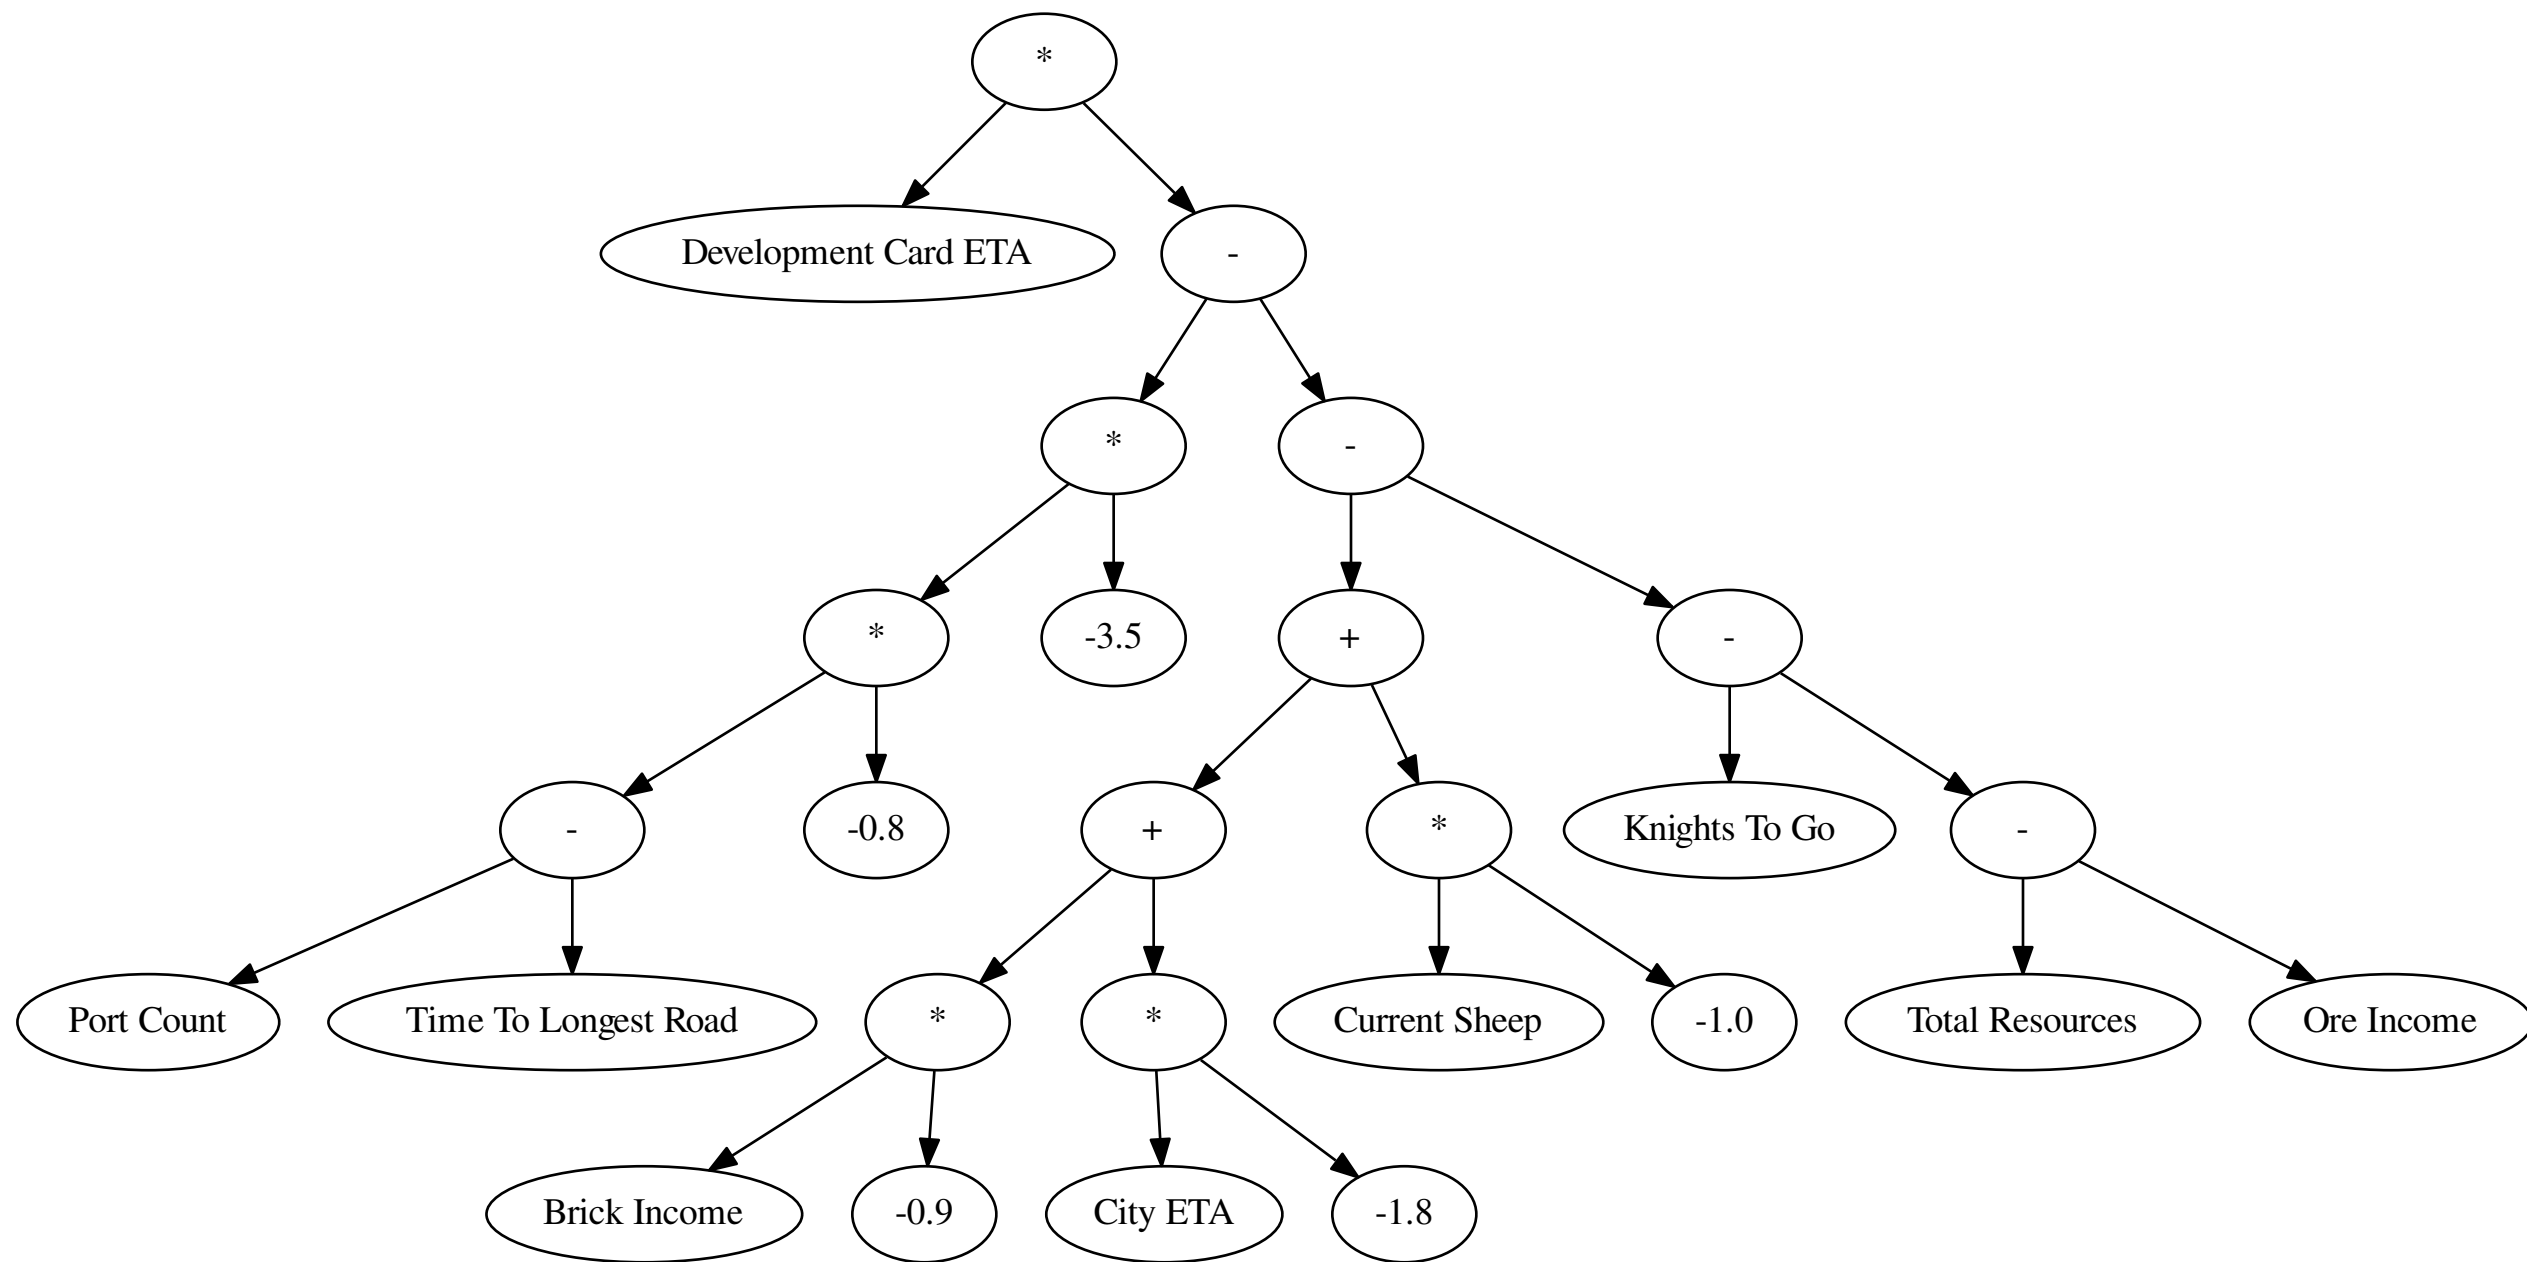 *
Development Card ETA
-
*
-
*
-3.5
+
-
-
-0.8
+
*
Knights To Go
-
Port Count
Time To Longest Road
*
*
Current Sheep
-1.0
Total Resources
Ore Income
Brick Income
-0.9
City ETA
-1.8